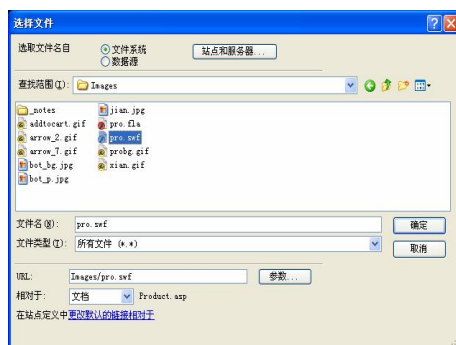 选择文件
选取文件名自
文件系统
数据源
站点和服务器...
查找范围(I):
Images
_notes
addtocart.gif
arrow_2.gif
arrow_7.gif
bot_bg.jpg
bot_p.jpg
jian.jpg
pro.fla
pro.swf
probg.gif
xian.gif
文件名(N): pro.swf 确定
文件类型(T): 所有文件 (*.*) 取消
URL: Images/pro.swf 参数...
相对于: 文档 Product.asp
在站点定义中更改默认的链接相对于